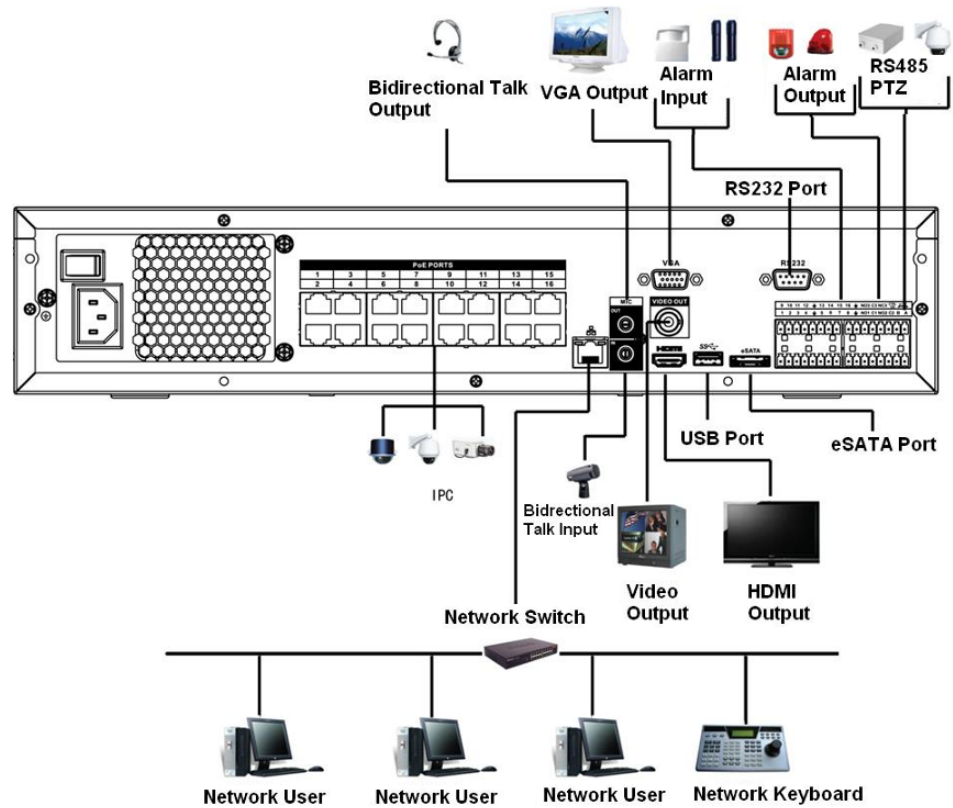 Bidirectional Talk
Output
VGA Output
Alarm
Input
Alarm
Output
RS485
PTZ
RS232 Port
PoE PORTS
1 3 5 7 9 11 13 15
2 4 6 8 10 12 14 16
MIC
OUT
IN
VGA
VIDEO OUT
HDMI
SS
eSATA
RS232
USB Port
eSATA Port
IPC
Bidrectional
Talk Input
Video
Output
HDMI
Output
Network Switch
Network User
Network User
Network User
Network Keyboard